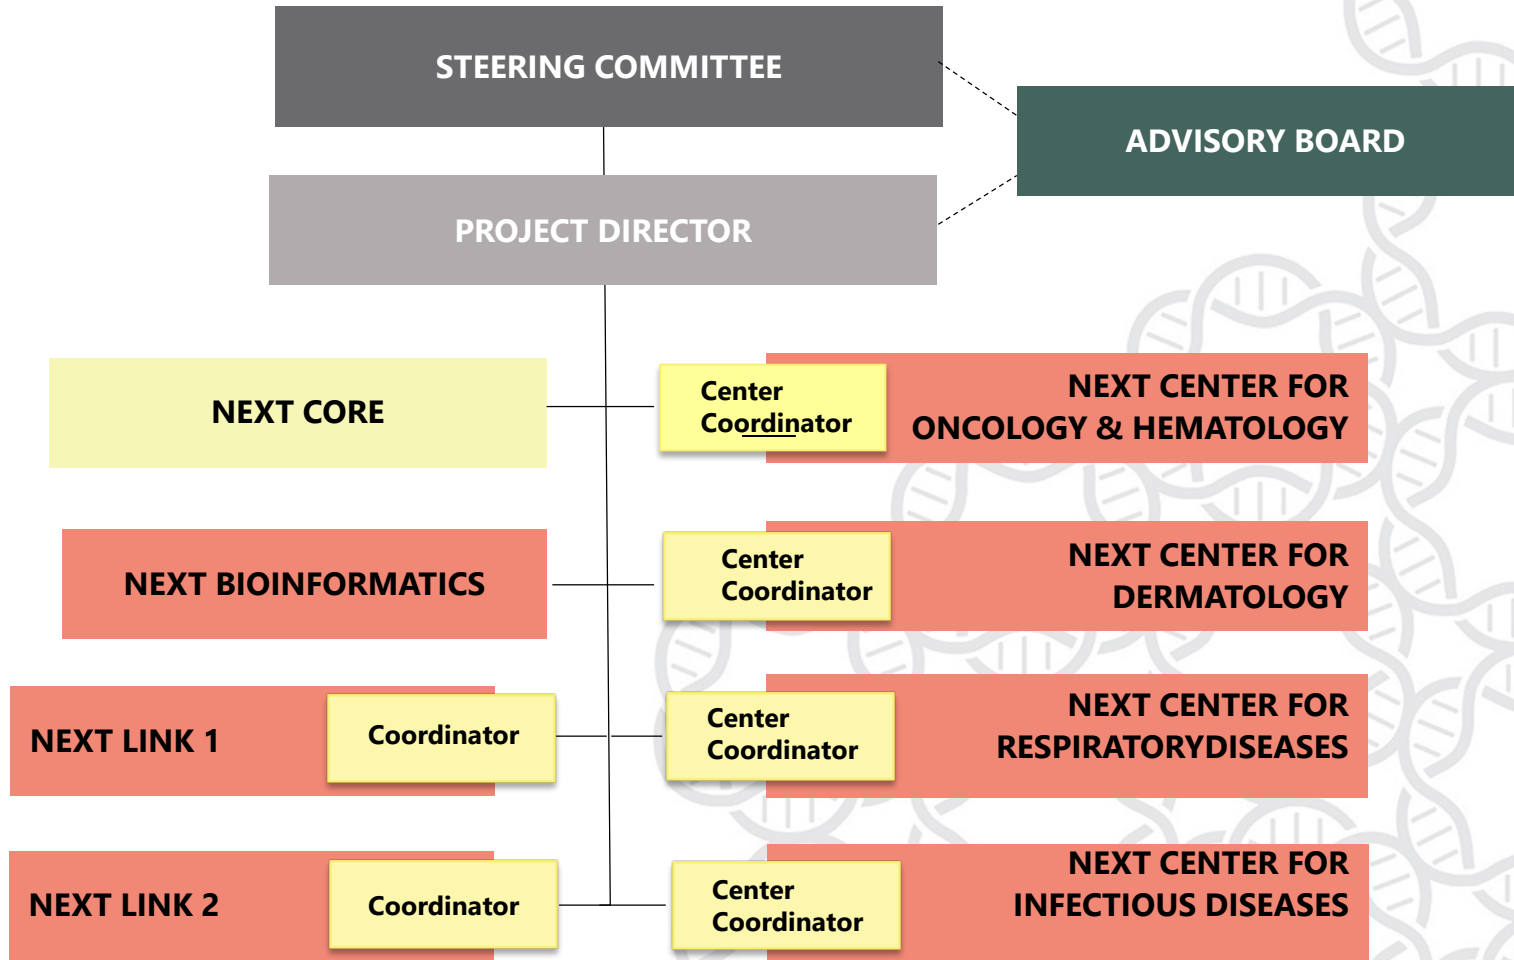 STEERING COMMITTEE
ADVISORY BOARD
PROJECT DIRECTOR
NEXT CORE
Center
Coordinator
NEXT CENTER FOR
ONCOLOGY & HEMATOLOGY
NEXT BIOINFORMATICS
Center
Coordinator
NEXT CENTER FOR
DERMATOLOGY
NEXT LINK 1
Coordinator
Center
Coordinator
NEXT CENTER FOR
RESPIRATORYDISEASES
NEXT LINK 2
Coordinator
Center
Coordinator
NEXT CENTER FOR
INFECTIOUS DISEASES